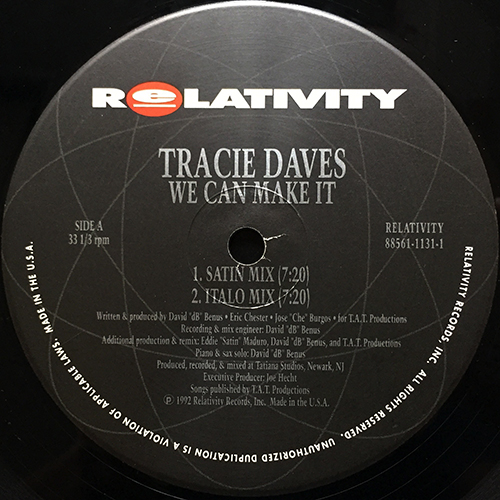 ReLATIVITY
TRACIE DAVES
WE CAN MAKE IT
SIDE A
33 1/3 rpm
RELATIVITY
88561-1131-1
1. SATIN MIX (7:20)
2. ITALO MIX (7:20)
Written & produced by David "dB" Benus • Eric Chester • Jose "Che" Burgos • for T.A.T. Productions
Recording & mix engineer: David "dB" Benus
Additional production & remix: Eddie "Satin" Maduro, David "dB" Benus, and T.A.T. Productions
Piano & sax solo: David "dB" Benus
Produced, recorded, & mixed at Tatiana Studios, Newark, NJ
Executive Producer: Joe Hecht
Songs published by T.A.T. Productions
℗ 1992 Relativity Records, Inc. Made in the U.S.A.
RELATIVITY RECORDS, INC. ALL RIGHTS RESERVED. UNAUTHORIZED DUPLICATION IS A VIOLATION OF APPLICABLE LAWS. MADE IN THE U.S.A.